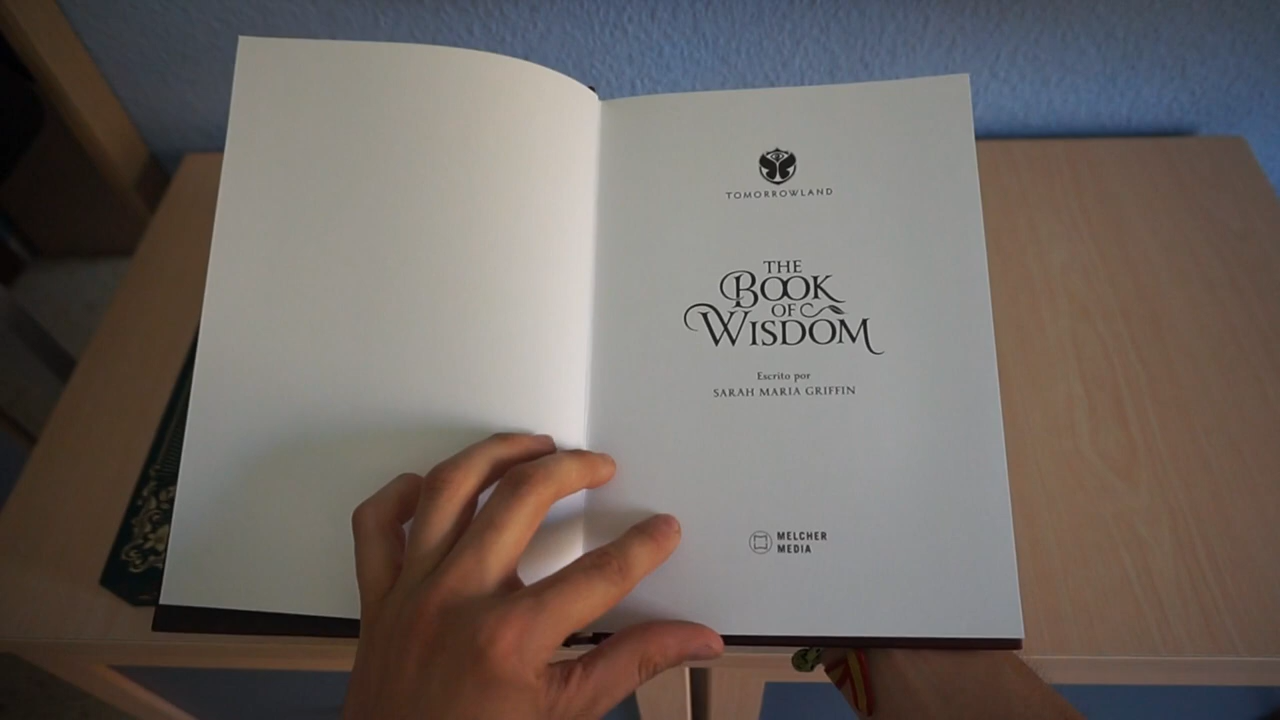 TOMORROWLAND
THE
BOOK
OF
WISDOM
Escrito por
SARAH MARIA GRIFFIN
MELCHER
MEDIA